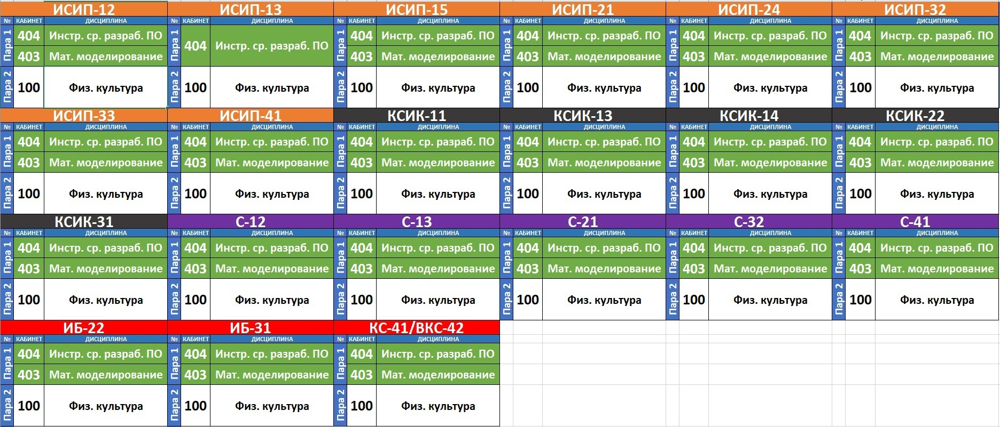 ИСИП-12 ИСИП-13 ИСИП-15 ИСИП-21 ИСИП-24 ИСИП-32
№ КАБИНЕТ ДИСЦИПЛИНА № КАБИНЕТ ДИСЦИПЛИНА № КАБИНЕТ ДИСЦИПЛИНА № КАБИНЕТ ДИСЦИПЛИНА № КАБИНЕТ ДИСЦИПЛИНА № КАБИНЕТ ДИСЦИПЛИНА
Пара 1 404 Инстр. ср. разраб. ПО Пара 1 404 Инстр. ср. разраб. ПО Пара 1 404 Инстр. ср. разраб. ПО Пара 1 404 Инстр. ср. разраб. ПО Пара 1 404 Инстр. ср. разраб. ПО Пара 1 404 Инстр. ср. разраб. ПО
403 Мат. моделирование 403 Мат. моделирование 403 Мат. моделирование 403 Мат. моделирование 403 Мат. моделирование
Пара 2 100 Физ. культура Пара 2 100 Физ. культура Пара 2 100 Физ. культура Пара 2 100 Физ. культура Пара 2 100 Физ. культура Пара 2 100 Физ. культура
ИСИП-33 ИСИП-41 КСИК-11 КСИК-13 КСИК-14 КСИК-22
№ КАБИНЕТ ДИСЦИПЛИНА № КАБИНЕТ ДИСЦИПЛИНА № КАБИНЕТ ДИСЦИПЛИНА № КАБИНЕТ ДИСЦИПЛИНА № КАБИНЕТ ДИСЦИПЛИНА № КАБИНЕТ ДИСЦИПЛИНА
Пара 1 404 Инстр. ср. разраб. ПО Пара 1 404 Инстр. ср. разраб. ПО Пара 1 404 Инстр. ср. разраб. ПО Пара 1 404 Инстр. ср. разраб. ПО Пара 1 404 Инстр. ср. разраб. ПО Пара 1 404 Инстр. ср. разраб. ПО
403 Мат. моделирование 403 Мат. моделирование 403 Мат. моделирование 403 Мат. моделирование 403 Мат. моделирование 403 Мат. моделирование
Пара 2 100 Физ. культура Пара 2 100 Физ. культура Пара 2 100 Физ. культура Пара 2 100 Физ. культура Пара 2 100 Физ. культура Пара 2 100 Физ. культура
КСИК-31 С-12 С-13 С-21 С-32 С-41
№ КАБИНЕТ ДИСЦИПЛИНА № КАБИНЕТ ДИСЦИПЛИНА № КАБИНЕТ ДИСЦИПЛИНА № КАБИНЕТ ДИСЦИПЛИНА № КАБИНЕТ ДИСЦИПЛИНА № КАБИНЕТ ДИСЦИПЛИНА
Пара 1 404 Инстр. ср. разраб. ПО Пара 1 404 Инстр. ср. разраб. ПО Пара 1 404 Инстр. ср. разраб. ПО Пара 1 404 Инстр. ср. разраб. ПО Пара 1 404 Инстр. ср. разраб. ПО Пара 1 404 Инстр. ср. разраб. ПО
403 Мат. моделирование 403 Мат. моделирование 403 Мат. моделирование 403 Мат. моделирование 403 Мат. моделирование 403 Мат. моделирование
Пара 2 100 Физ. культура Пара 2 100 Физ. культура Пара 2 100 Физ. культура Пара 2 100 Физ. культура Пара 2 100 Физ. культура Пара 2 100 Физ. культура
ИБ-22 ИБ-31 КС-41/ВКС-42
№ КАБИНЕТ ДИСЦИПЛИНА № КАБИНЕТ ДИСЦИПЛИНА № КАБИНЕТ ДИСЦИПЛИНА
Пара 1 404 Инстр. ср. разраб. ПО Пара 1 404 Инстр. ср. разраб. ПО Пара 1 404 Инстр. ср. разраб. ПО
403 Мат. моделирование 403 Мат. моделирование 403 Мат. моделирование
Пара 2 100 Физ. культура Пара 2 100 Физ. культура Пара 2 100 Физ. культура